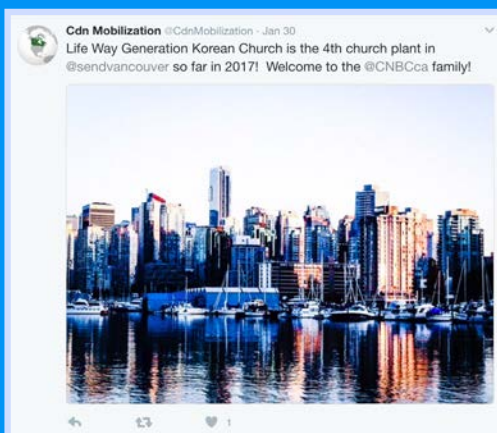 Cdn Mobilization @CdnMobilization · Jan 30
Life Way Generation Korean Church is the 4th church plant in
@sendvancouver so far in 2017! Welcome to the @CNBCca family!
1